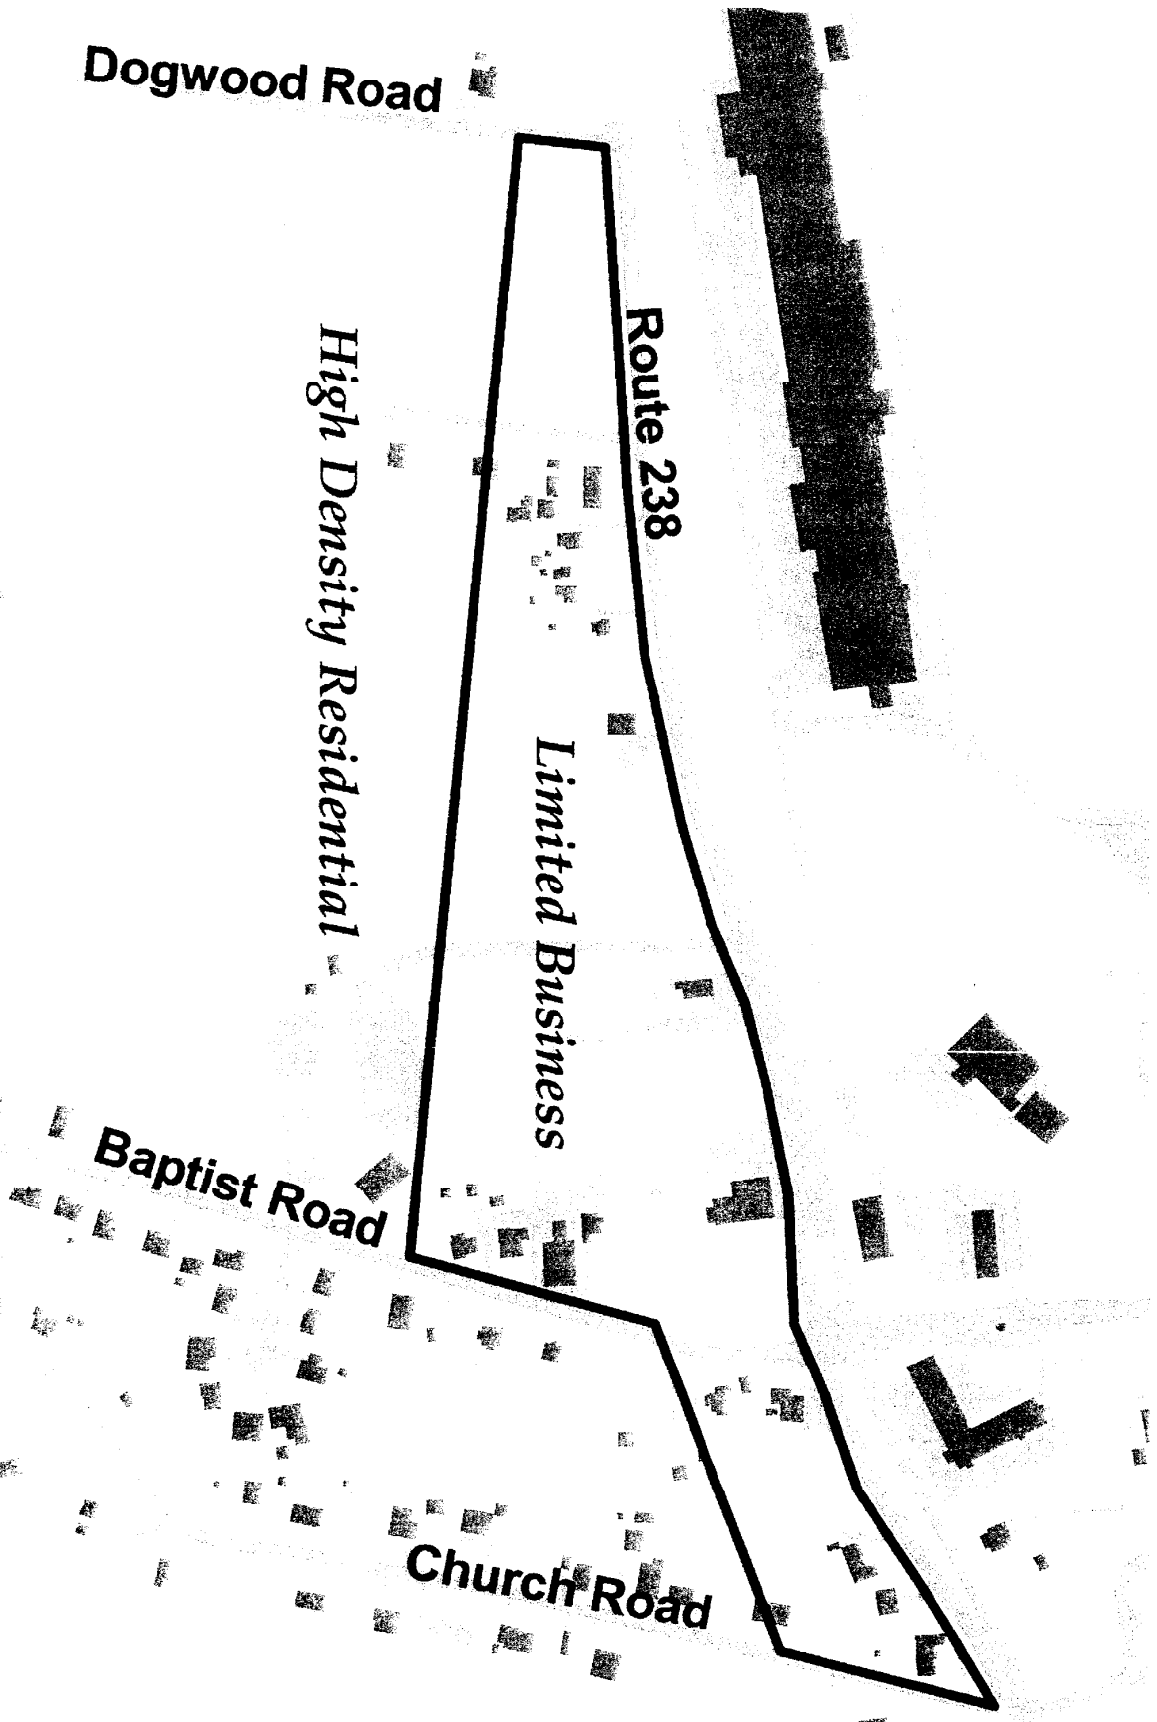 Dogwood Road
Route 238
High Density Residential
Limited Business
Baptist Road
Church Road